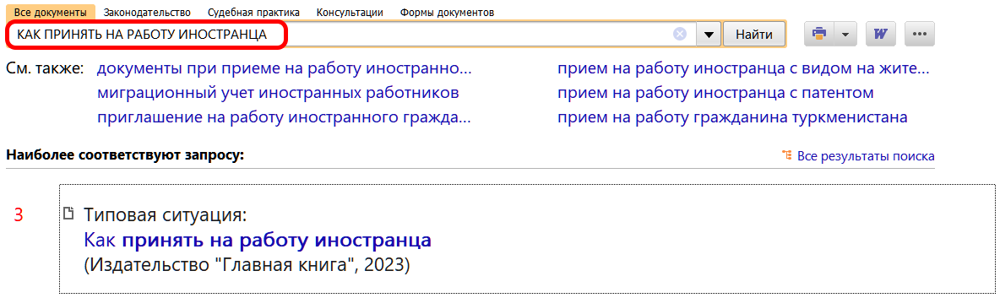 Все документы Законодательство Судебная практика Консультации Формы документов
КАК ПРИНЯТЬ НА РАБОТУ ИНОСТРАНЦА Найти W
См. также: документы при приеме на работу иностранно... прием на работу иностранца с видом на жите...
миграционный учет иностранных работников прием на работу иностранца с патентом
приглашение на работу иностранного гражда... прием на работу гражданина туркменистана
Наиболее соответствуют запросу: Все результаты поиска
3 Типовая ситуация:
Как принять на работу иностранца
(Издательство "Главная книга", 2023)